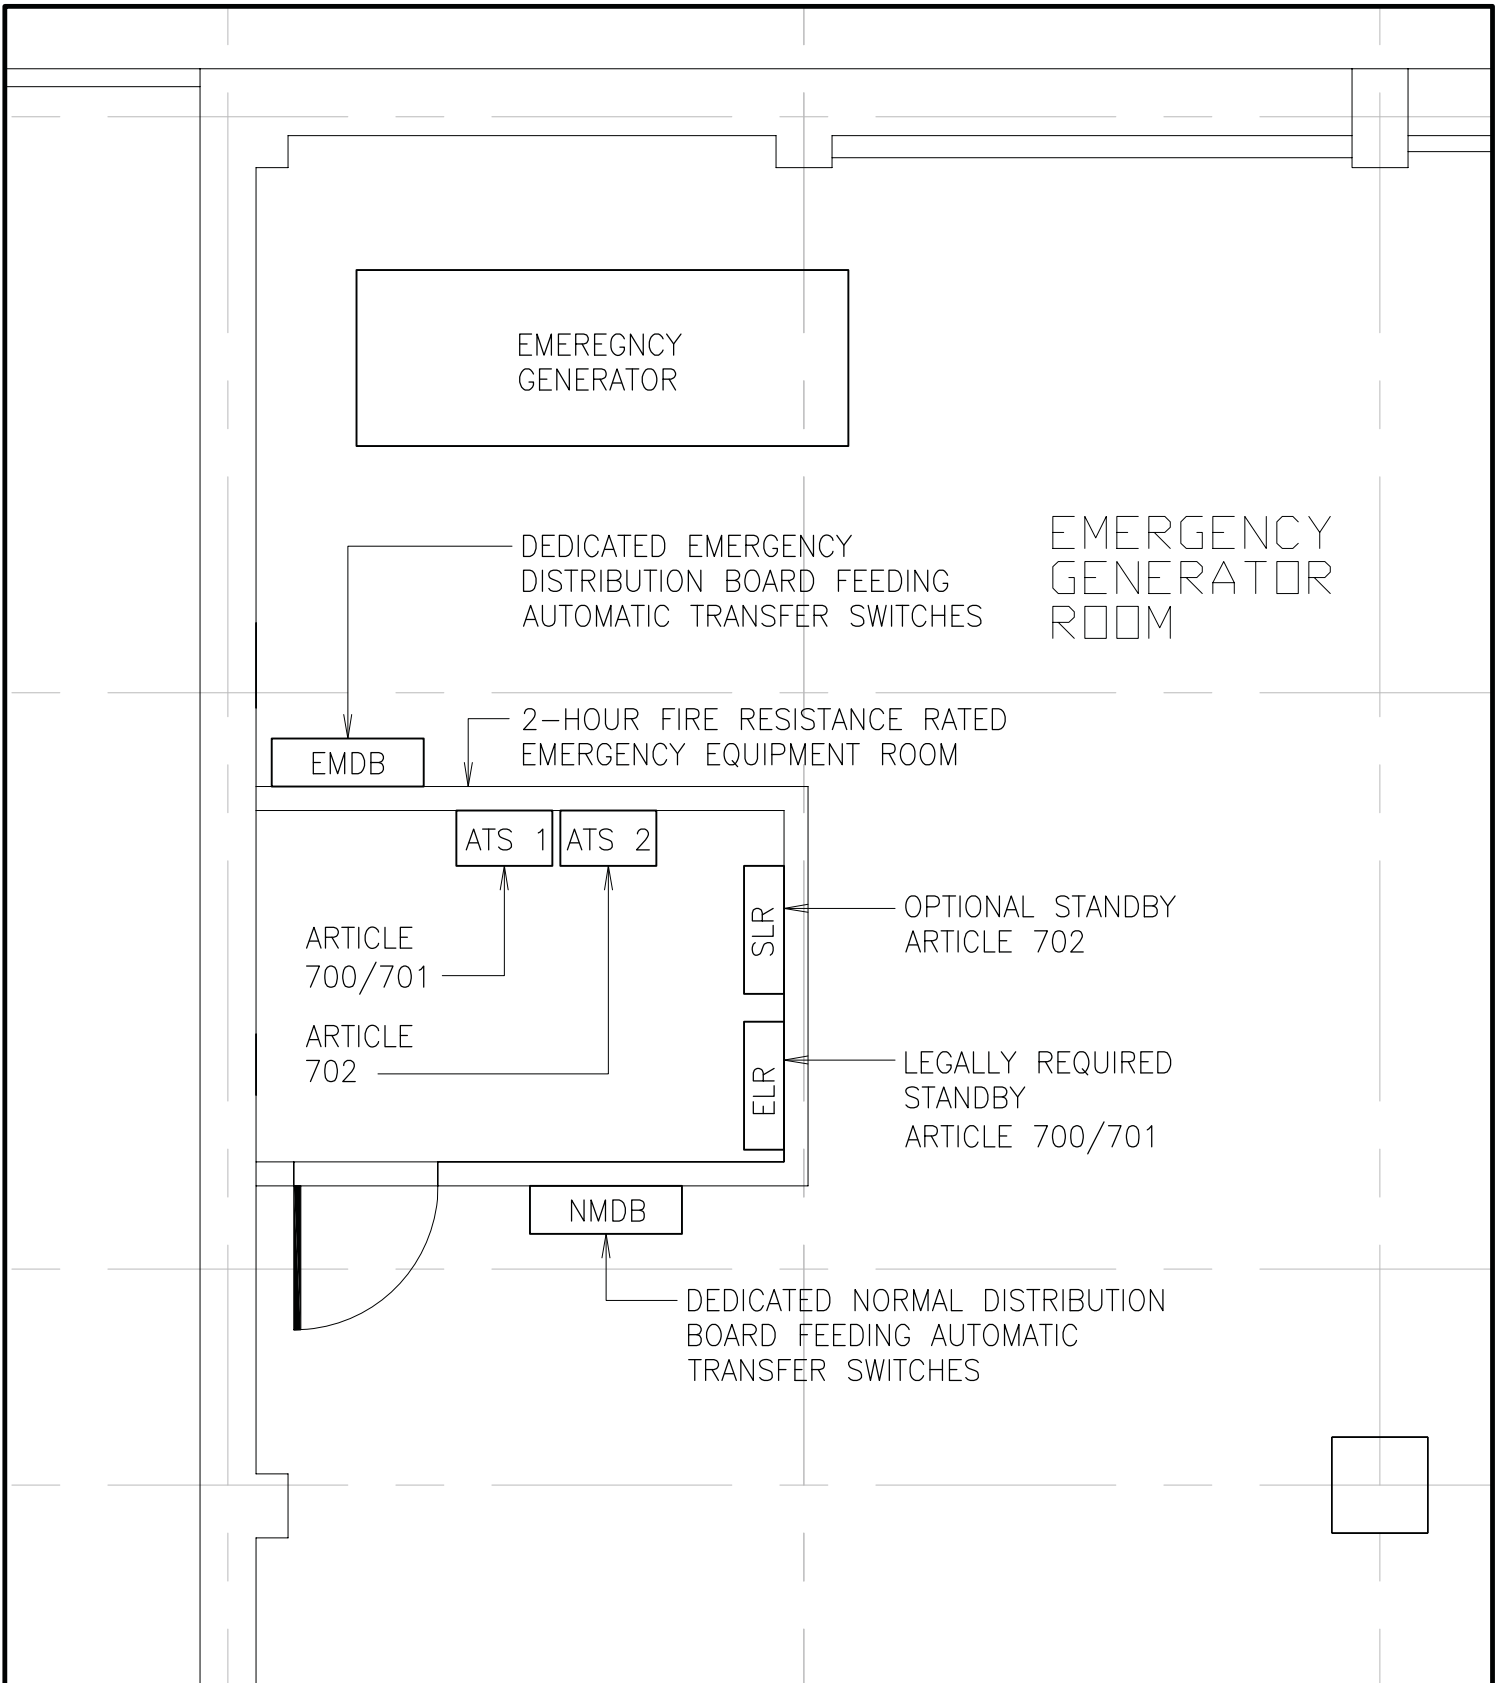 EMEREGNCY
GENERATOR
DEDICATED EMERGENCY
DISTRIBUTION BOARD FEEDING
AUTOMATIC TRANSFER SWITCHES
EMERGENCY
GENERATOR
ROOM
2-HOUR FIRE RESISTANCE RATED
EMERGENCY EQUIPMENT ROOM
EMDB
ATS 1
ATS 2
SLR
OPTIONAL STANDBY
ARTICLE 702
ARTICLE
700/701
ARTICLE
702
ELR
LEGALLY REQUIRED
STANDBY
ARTICLE 700/701
NMDB
DEDICATED NORMAL DISTRIBUTION
BOARD FEEDING AUTOMATIC
TRANSFER SWITCHES